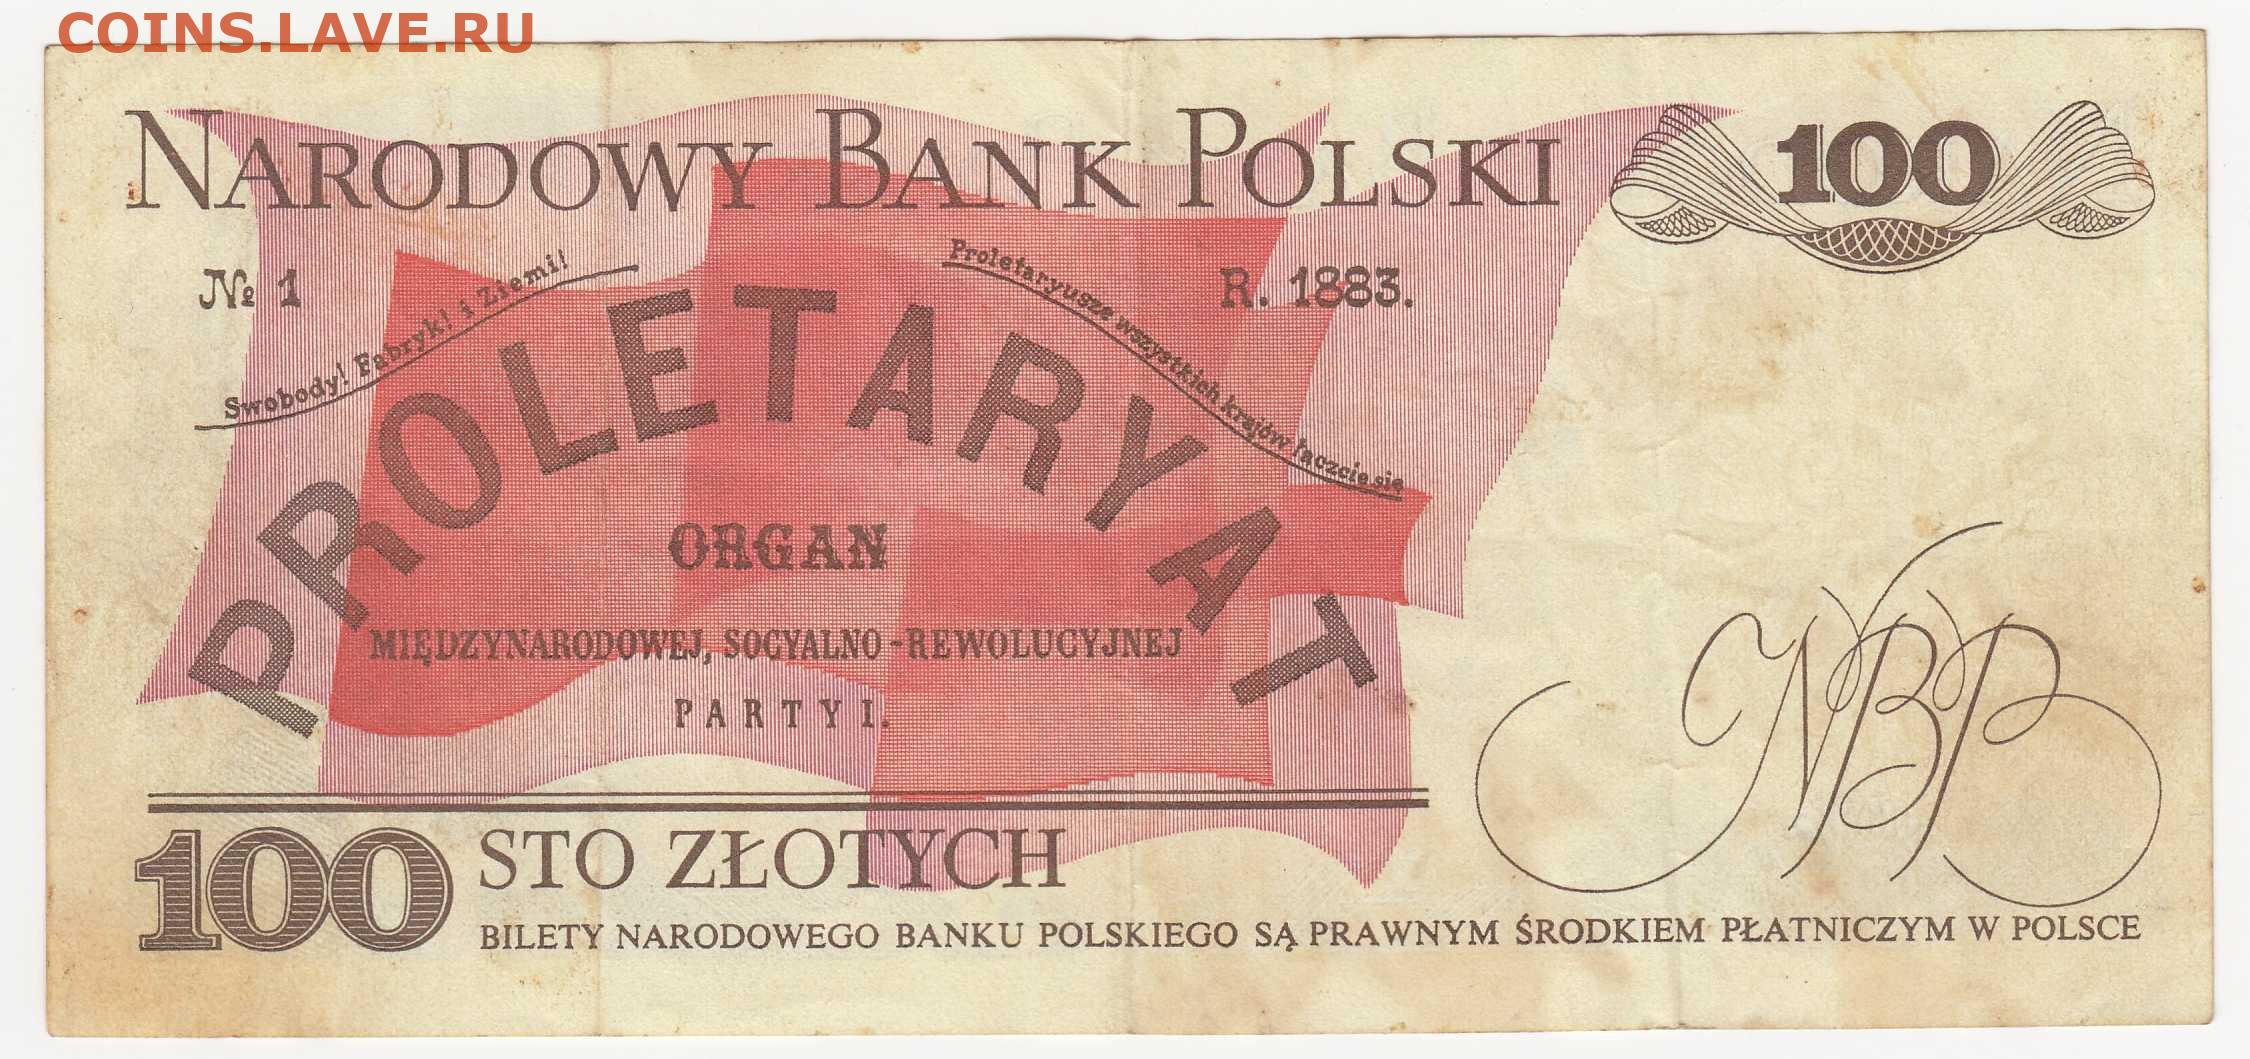 COINS.LAVE.RU
NARODOWY BANK POLSKI 100
№ 1
R. 1883.
Swobody! Fabryk! i Ziemi!
Proletaryusze wszystkich krajów łączcie się
PROLETARYAT
ORGAN
MIĘDZYNARODOWEJ, SOCYALNO-REWOLUCYJNEJ
PARTYI.
NBP
100 STO ZŁOTYCH
BILETY NARODOWEGO BANKU POLSKIEGO SĄ PRAWNYM ŚRODKIEM PŁATNICZYM W POLSCE